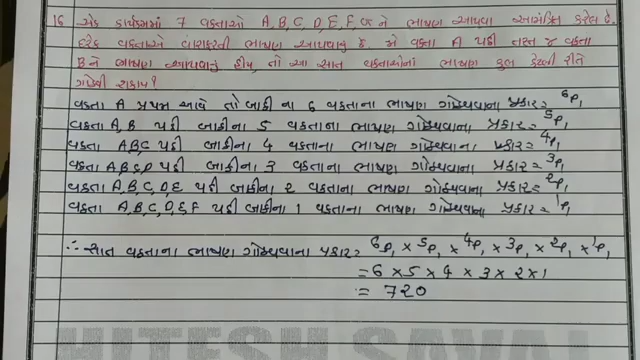 16 એક કાર્યક્રમમાં 7 વક્તાઓ A, B, C, D, E, F, G ને ભાષણ આપવા આમંત્રિત કરેલ છે.
દરેક વક્તાએ વારાફરતી ભાષણ આપવાનું છે. જો વક્તા A પછી તરત જ વક્તા
B ને ભાષણ આપવાનું હોય, તો આ સાત વક્તાઓનાં ભાષણ કુલ કેટલી રીતે
ગોઠવી શકાય?
વક્તા A પ્રથમ આવે તો બાકી ના 6 વક્તાના ભાષણ ગોઠવવાના પ્રકાર = ⁶P₁
વક્તા A, B પછી બાકીના 5 વક્તાના ભાષણ ગોઠવવાના પ્રકાર = ⁵P₁
વક્તા A,B,C પછી બાકીના 4 વક્તાના ભાષણ ગોઠવવાના પ્રકાર = ⁴P₁
વક્તા A,B,C,D પછી બાકીના 3 વક્તાના ભાષણ ગોઠવવાના પ્રકાર = ³P₁
વક્તા A, B, C, D, E પછી બાકીના 2 વક્તાના ભાષણ ગોઠવવાના પ્રકાર = ²P₁
વક્તા A, B, C, D, E, F પછી બાકીના 1 વક્તાના ભાષણ ગોઠવવાના પ્રકાર = ¹P₁
∴ સાત વક્તાના ભાષણ ગોઠવવાના પ્રકાર = ⁶P₁ × ⁵P₁ × ⁴P₁ × ³P₁ × ²P₁ × ¹P₁
= 6 × 5 × 4 × 3 × 2 × 1
= 720
HITESH SAVAJ